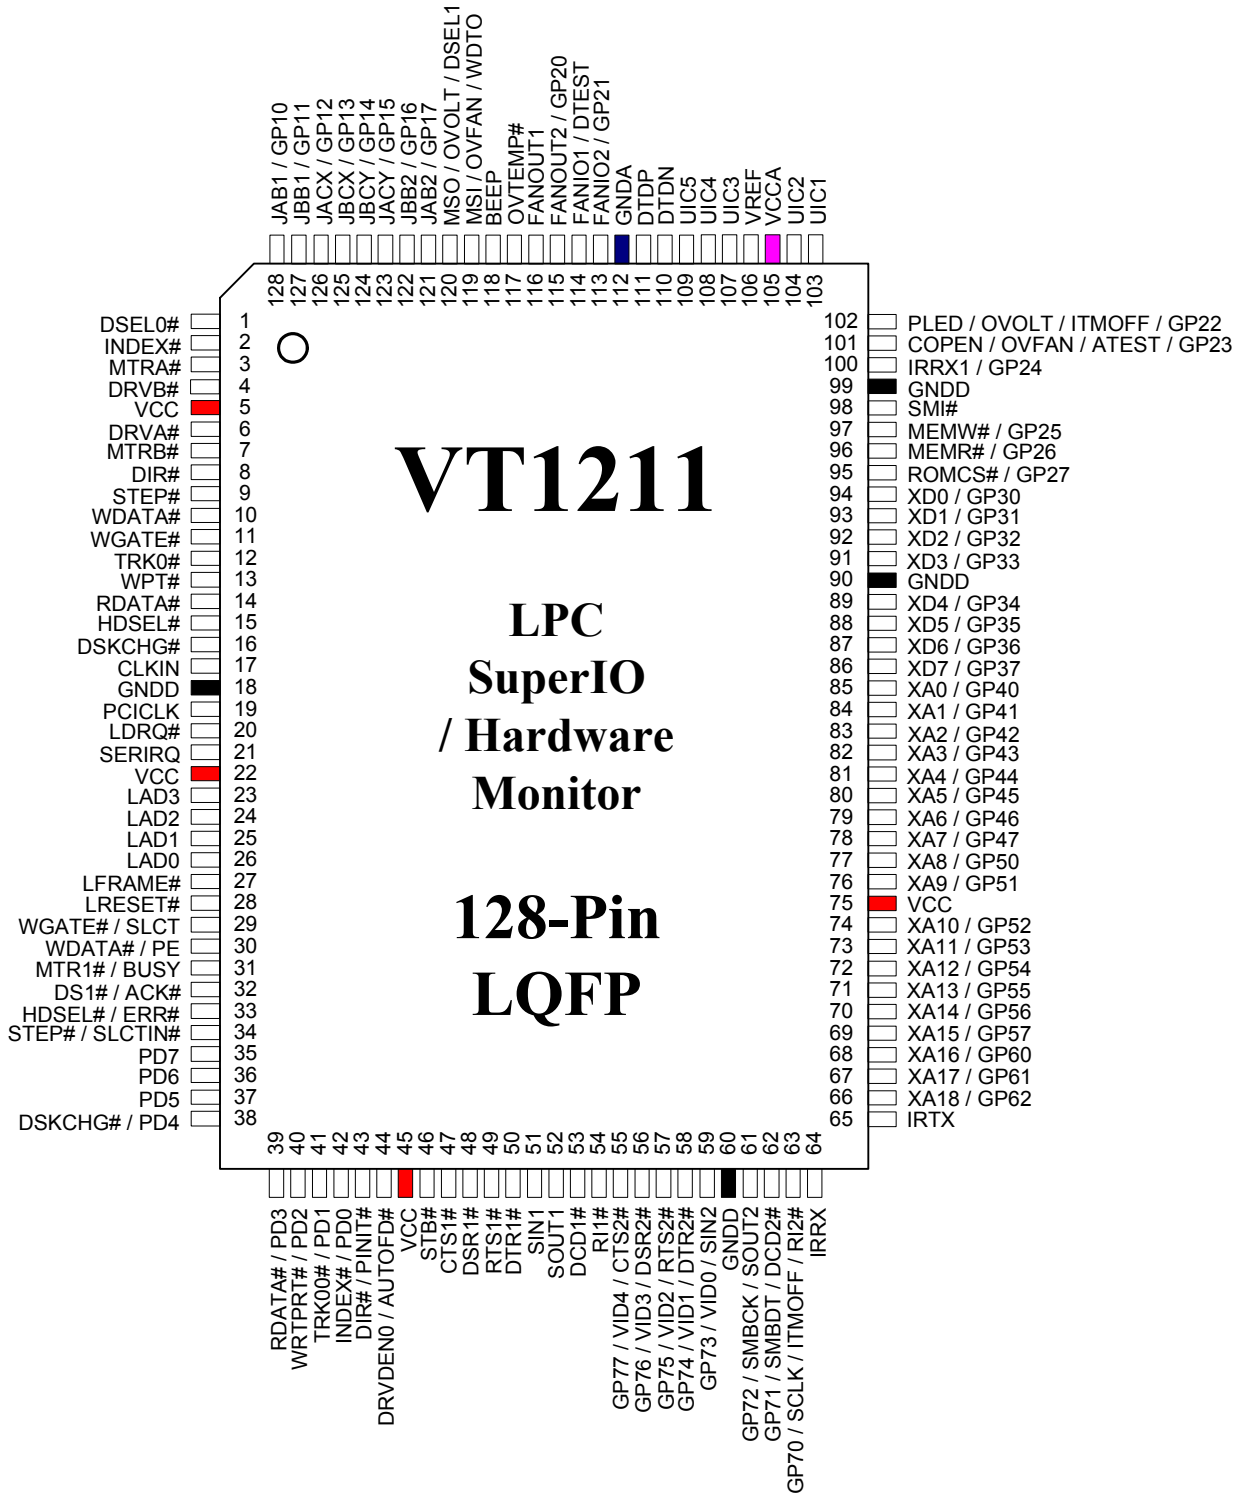 JAB1 / GP10
JBB1 / GP11
JACX / GP12
JBCX / GP13
JBCY / GP14
JACY / GP15
JBB2 / GP16
JAB2 / GP17
MSO / OVOLT / DSEL1
MSI / OVFAN / WDTO
BEEP
OVTEMP#
FANOUT1
FANOUT2 / GP20
FANIO1 / DTEST
FANIO2 / GP21
GNDA
DTDP
DTDN
UIC5
UIC4
UIC3
VREF
VCCA
UIC2
UIC1
128
127
126
125
124
123
122
121
120
119
118
117
116
115
114
113
112
111
110
109
108
107
106
105
104
103
DSEL0# 1
INDEX# 2
MTRA# 3
DRVB# 4
VCC 5
DRVA# 6
MTRB# 7
DIR# 8
STEP# 9
WDATA# 10
WGATE# 11
TRK0# 12
WPT# 13
RDATA# 14
HDSEL# 15
DSKCHG# 16
CLKIN 17
GNDD 18
PCICLK 19
LDRQ# 20
SERIRQ 21
VCC 22
LAD3 23
LAD2 24
LAD1 25
LAD0 26
LFRAME# 27
LRESET# 28
WGATE# / SLCT 29
WDATA# / PE 30
MTR1# / BUSY 31
DS1# / ACK# 32
HDSEL# / ERR# 33
STEP# / SLCTIN# 34
PD7 35
PD6 36
PD5 37
DSKCHG# / PD4 38
VT1211
LPC
SuperIO
/ Hardware
Monitor
128-Pin
LQFP
102 PLED / OVOLT / ITMOFF / GP22
101 COPEN / OVFAN / ATEST / GP23
100 IRRX1 / GP24
99 GNDD
98 SMI#
97 MEMW# / GP25
96 MEMR# / GP26
95 ROMCS# / GP27
94 XD0 / GP30
93 XD1 / GP31
92 XD2 / GP32
91 XD3 / GP33
90 GNDD
89 XD4 / GP34
88 XD5 / GP35
87 XD6 / GP36
86 XD7 / GP37
85 XA0 / GP40
84 XA1 / GP41
83 XA2 / GP42
82 XA3 / GP43
81 XA4 / GP44
80 XA5 / GP45
79 XA6 / GP46
78 XA7 / GP47
77 XA8 / GP50
76 XA9 / GP51
75 VCC
74 XA10 / GP52
73 XA11 / GP53
72 XA12 / GP54
71 XA13 / GP55
70 XA14 / GP56
69 XA15 / GP57
68 XA16 / GP60
67 XA17 / GP61
66 XA18 / GP62
65 IRTX
39
40
41
42
43
44
45
46
47
48
49
50
51
52
53
54
55
56
57
58
59
60
61
62
63
64
RDATA# / PD3
WRTPRT# / PD2
TRK00# / PD1
INDEX# / PD0
DIR# / PINIT#
DRVDEN0 / AUTOFD#
VCC
STB#
CTS1#
DSR1#
RTS1#
DTR1#
SIN1
SOUT1
DCD1#
RI1#
GP77 / VID4 / CTS2#
GP76 / VID3 / DSR2#
GP75 / VID2 / RTS2#
GP74 / VID1 / DTR2#
GP73 / VID0 / SIN2
GNDD
GP72 / SMBCK / SOUT2
GP71 / SMBDT / DCD2#
GP70 / SCLK / ITMOFF / RI2#
IRRX